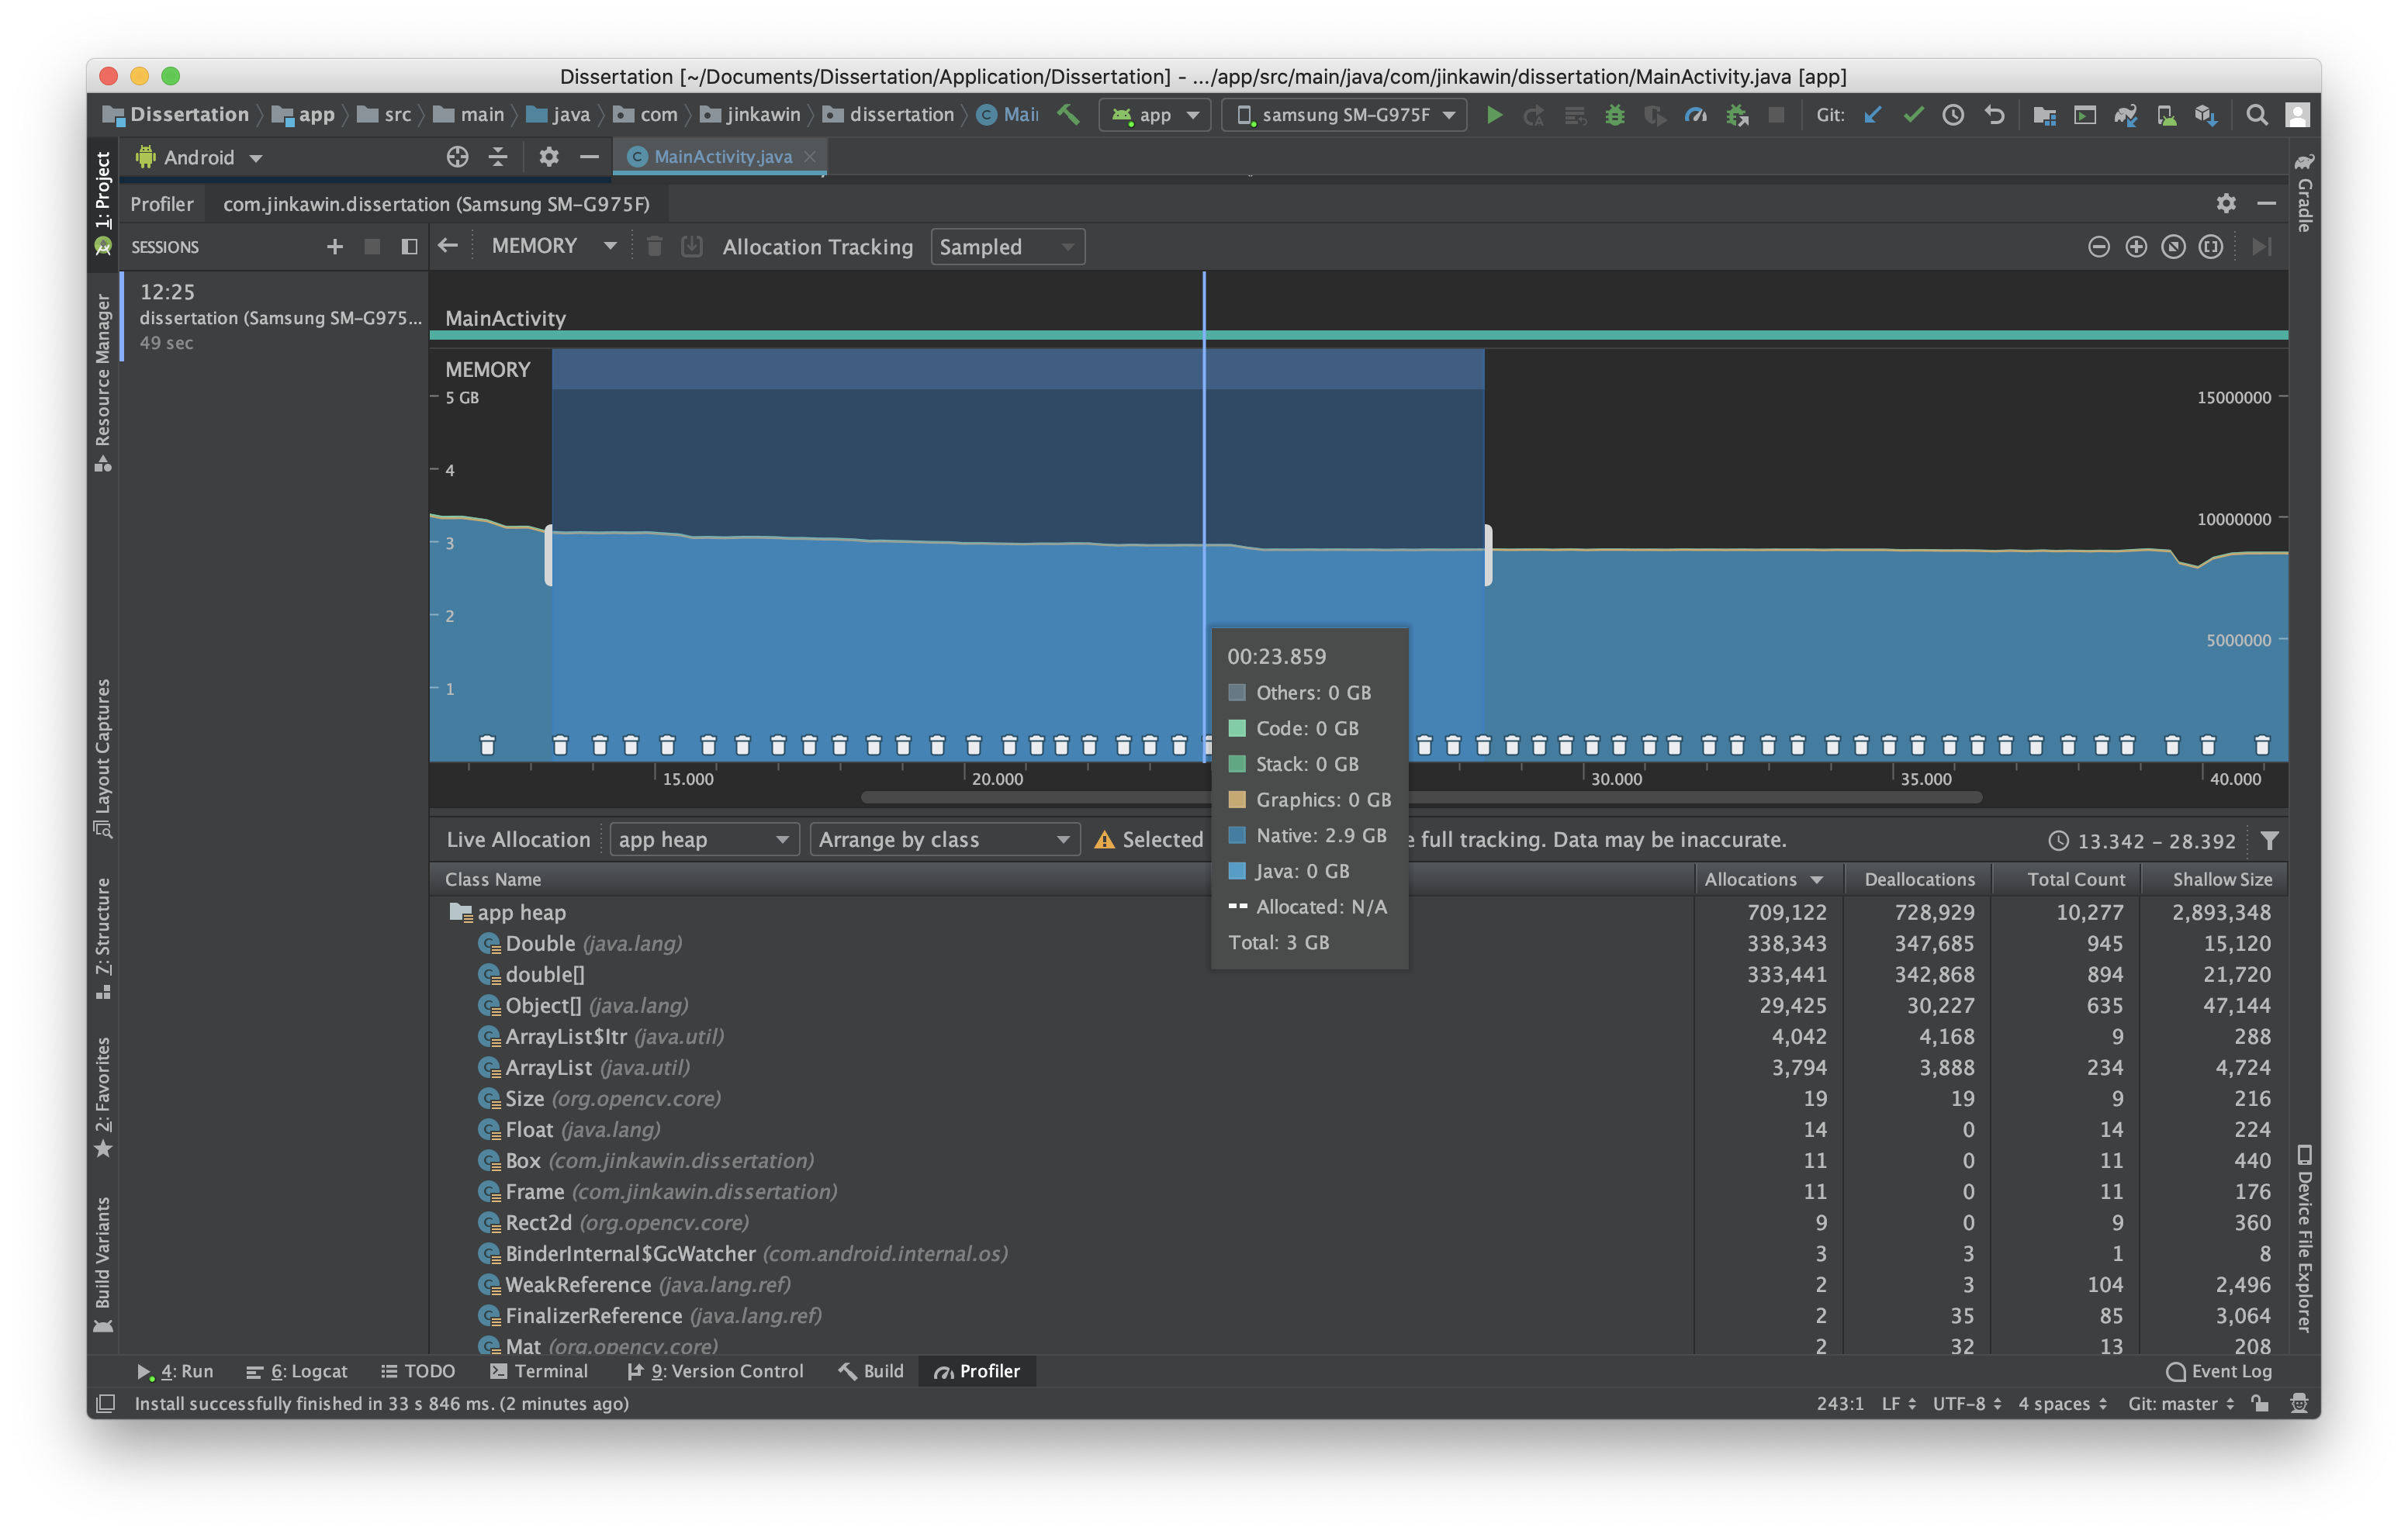 Dissertation [~/Documents/Dissertation/Application/Dissertation] - .../app/src/main/java/com/jinkawin/dissertation/MainActivity.java [app]
Dissertation app src main java com jinkawin dissertation Mai app samsung SM-G975F Git:
Android MainActivity.java
Profiler com.jinkawin.dissertation (Samsung SM-G975F)
SESSIONS MEMORY Allocation Tracking Sampled
12:25
dissertation (Samsung SM-G975...
49 sec
MainActivity
MEMORY
5 GB 15000000
4
3 10000000
2 5000000
1
15.000 20.000 30.000 35.000 40.000
00:23.859
Others: 0 GB
Code: 0 GB
Stack: 0 GB
Graphics: 0 GB
Native: 2.9 GB
Java: 0 GB
Allocated: N/A
Total: 3 GB
Live Allocation app heap Arrange by class Selected e full tracking. Data may be inaccurate. 13.342 – 28.392
Class Name Allocations Deallocations Total Count Shallow Size
app heap 709,122 728,929 10,277 2,893,348
Double (java.lang) 338,343 347,685 945 15,120
double[] 333,441 342,868 894 21,720
Object[] (java.lang) 29,425 30,227 635 47,144
ArrayList$Itr (java.util) 4,042 4,168 9 288
ArrayList (java.util) 3,794 3,888 234 4,724
Size (org.opencv.core) 19 19 9 216
Float (java.lang) 14 0 14 224
Box (com.jinkawin.dissertation) 11 0 11 440
Frame (com.jinkawin.dissertation) 11 0 11 176
Rect2d (org.opencv.core) 9 0 9 360
BinderInternal$GcWatcher (com.android.internal.os) 3 3 1 8
WeakReference (java.lang.ref) 2 3 104 2,496
FinalizerReference (java.lang.ref) 2 35 85 3,064
Mat (org.opencv.core) 2 32 13 208
1: Project
Resource Manager
Layout Captures
7: Structure
2: Favorites
Build Variants
Gradle
Device File Explorer
4: Run 6: Logcat TODO Terminal 9: Version Control Build Profiler Event Log
Install successfully finished in 33 s 846 ms. (2 minutes ago) 243:1 LF UTF-8 4 spaces Git: master